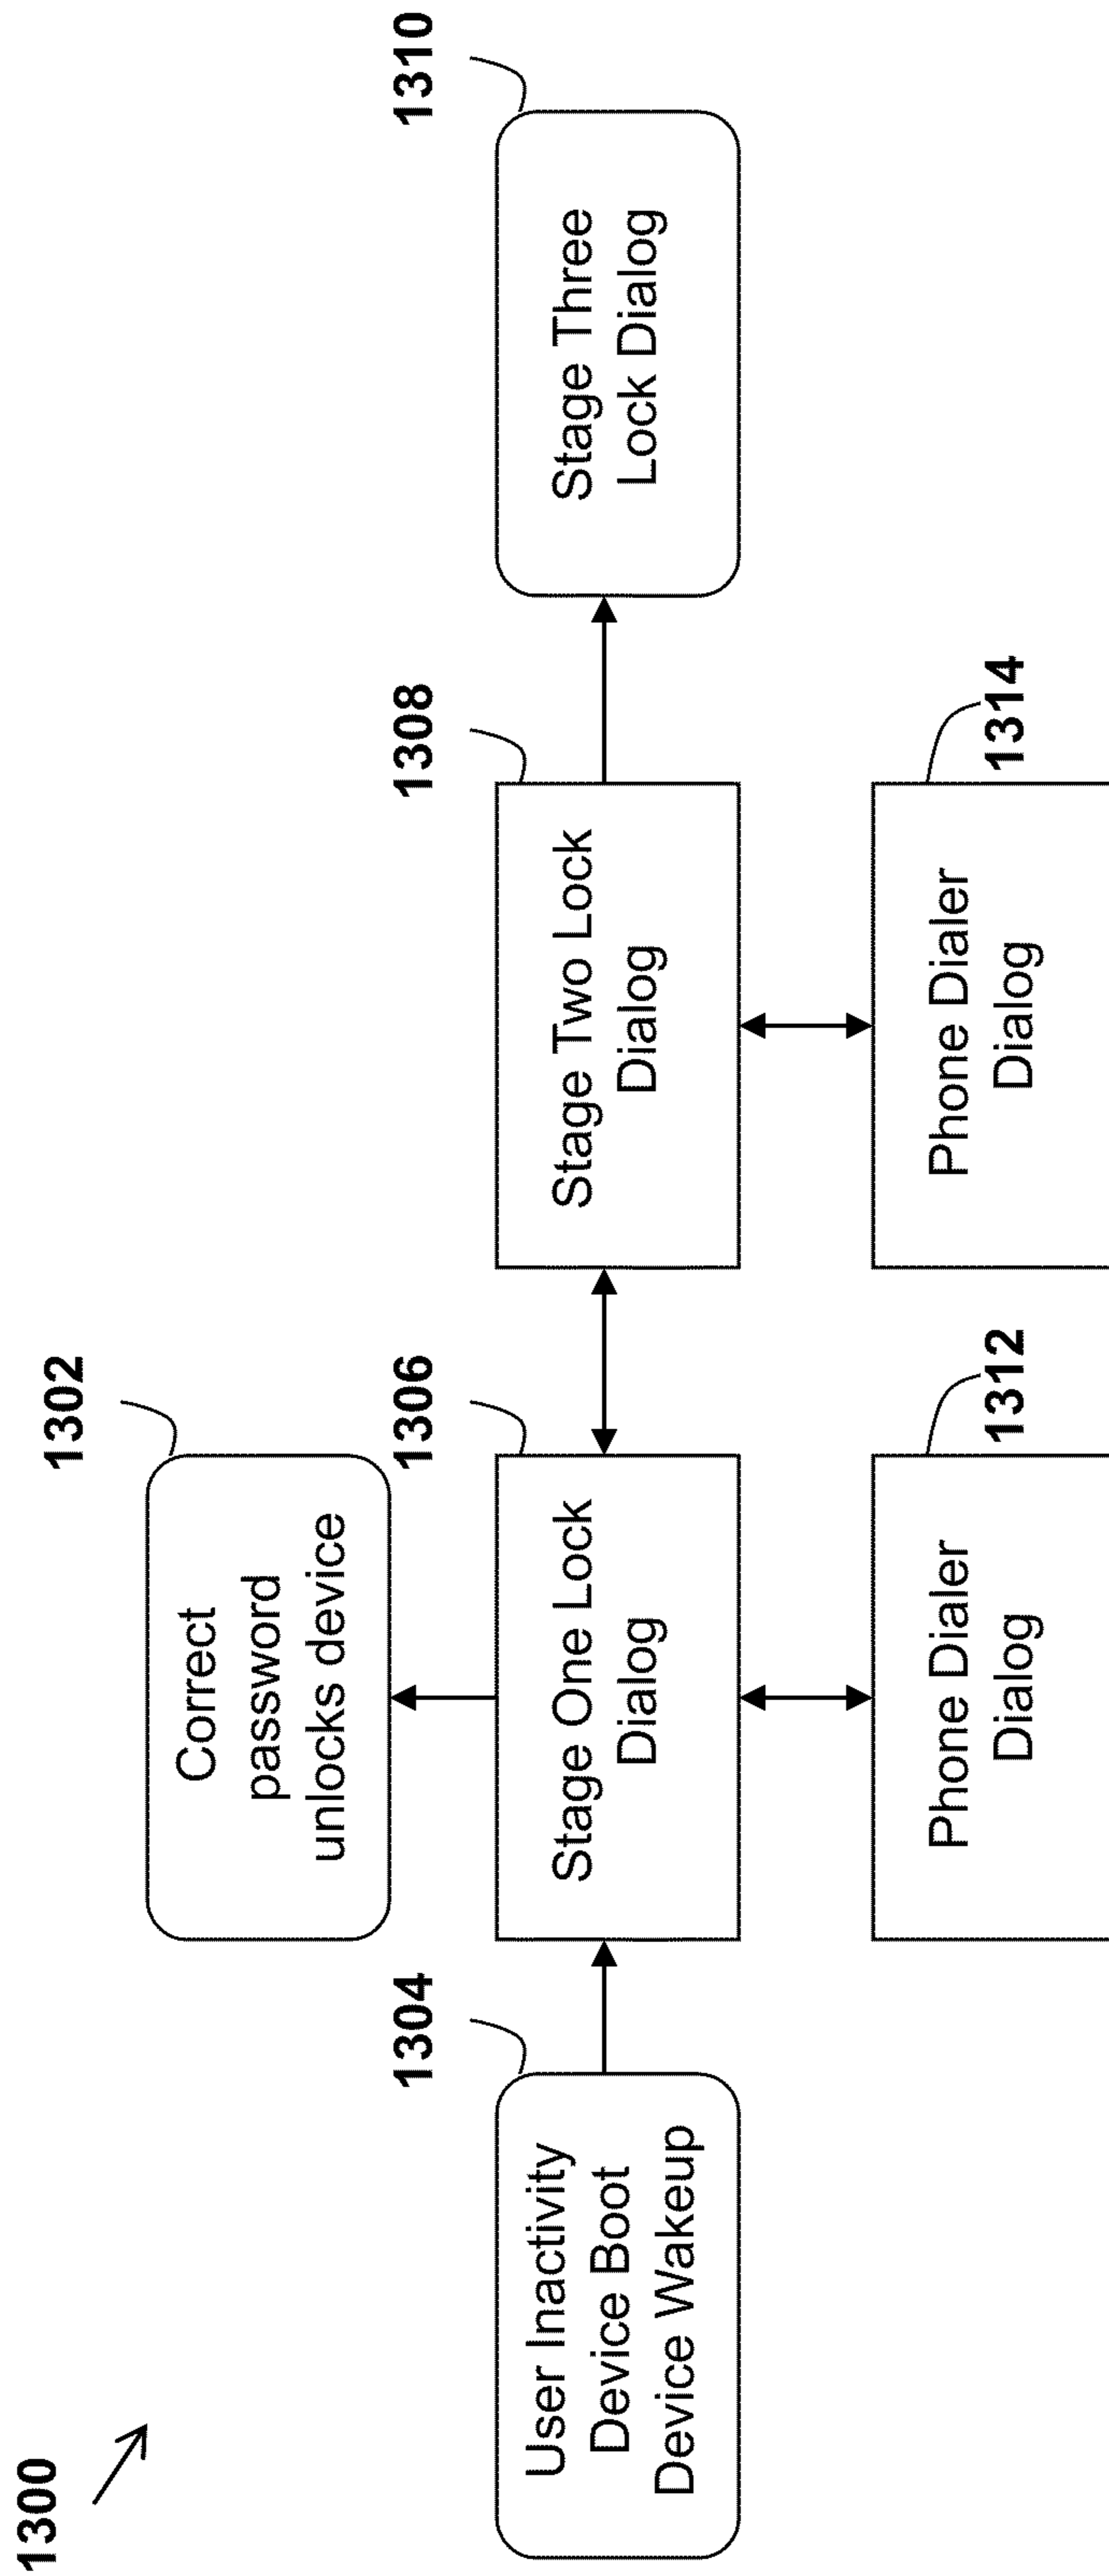 1300
1302
Correct
password
unlocks device
1304
User Inactivity
Device Boot
Device Wakeup
1306
Stage One Lock
Dialog
1308
Stage Two Lock
Dialog
1310
Stage Three
Lock Dialog
1312
Phone Dialer
Dialog
1314
Phone Dialer
Dialog